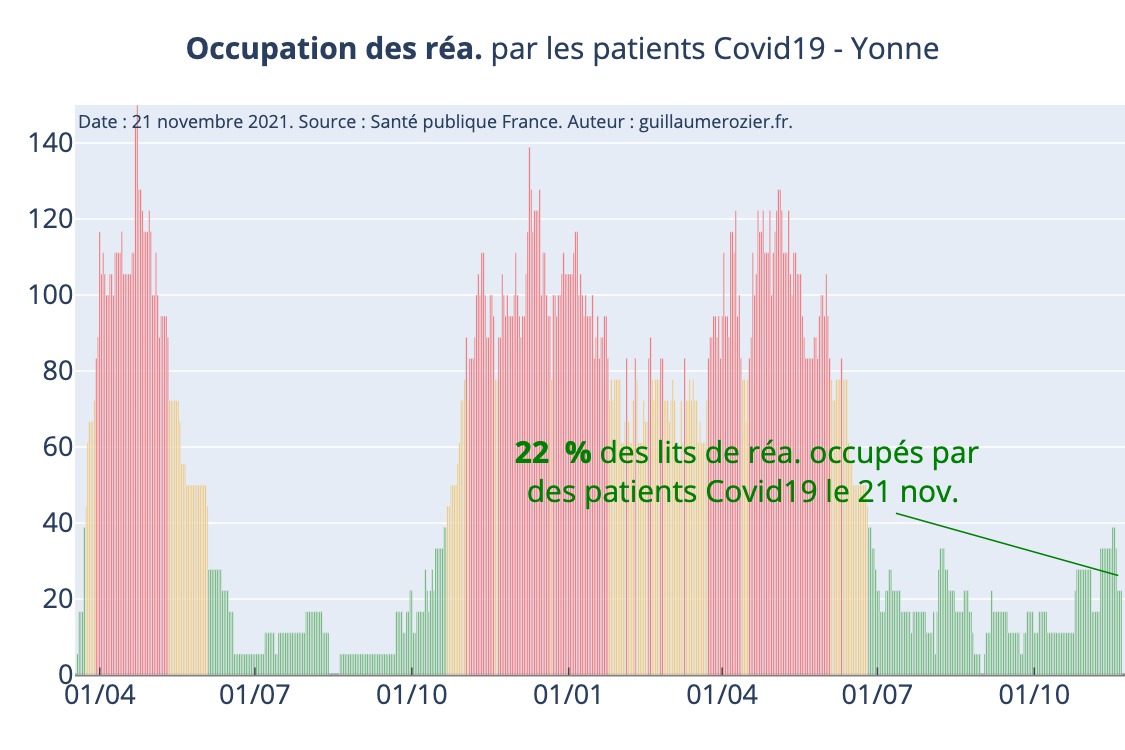 Occupation des réa. par les patients Covid19 - Yonne
Date : 21 novembre 2021. Source : Santé publique France. Auteur : guillaumerozier.fr.
140
120
100
80
60
40
20
0
22 % des lits de réa. occupés par
des patients Covid19 le 21 nov.
01/04 01/07 01/10 01/01 01/04 01/07 01/10